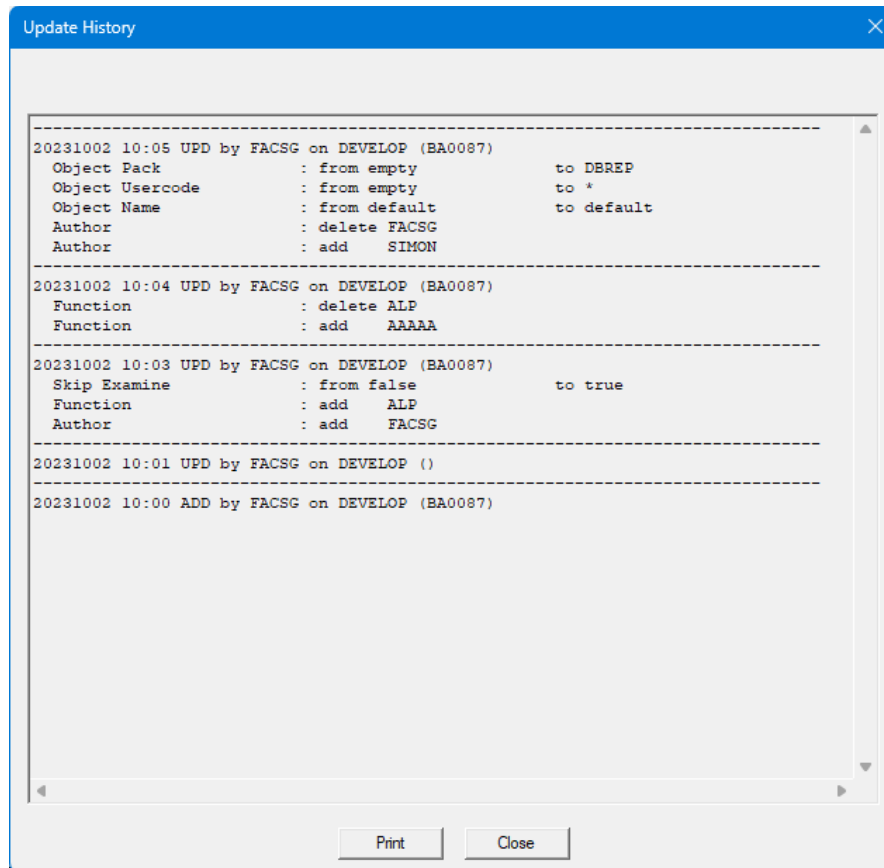 Update History
--------------------------------------------------------------------------------
20231002 10:05 UPD by FACSG on DEVELOP (BA0087)
  Object Pack              : from empty              to DBREP
  Object Usercode          : from empty              to *
  Object Name              : from default            to default
  Author                   : delete FACSG
  Author                   : add    SIMON
--------------------------------------------------------------------------------
20231002 10:04 UPD by FACSG on DEVELOP (BA0087)
  Function                 : delete ALP
  Function                 : add    AAAAA
--------------------------------------------------------------------------------
20231002 10:03 UPD by FACSG on DEVELOP (BA0087)
  Skip Examine             : from false              to true
  Function                 : add    ALP
  Author                   : add    FACSG
--------------------------------------------------------------------------------
20231002 10:01 UPD by FACSG on DEVELOP ()
--------------------------------------------------------------------------------
20231002 10:00 ADD by FACSG on DEVELOP (BA0087)
Print Close